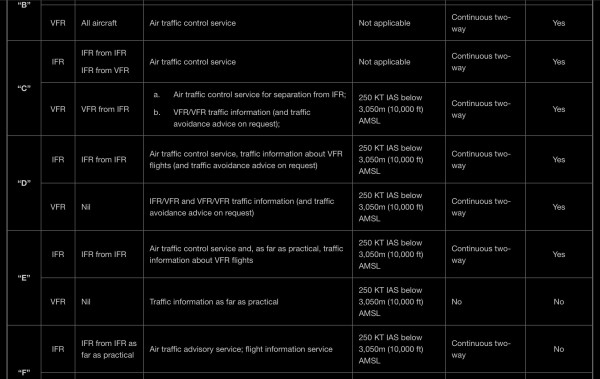 “B”
VFR All aircraft Air traffic control service Not applicable Continuous two-
way Yes
“C”
IFR IFR from IFR
IFR from VFR Air traffic control service Not applicable Continuous two-
way Yes
VFR VFR from IFR a. Air traffic control service for separation from IFR;
b. VFR/VFR traffic information (and traffic
avoidance advice on request); 250 KT IAS below
3,050m (10,000 ft)
AMSL Continuous two-
way Yes
“D”
IFR IFR from IFR Air traffic control service, traffic information about VFR
flights (and traffic avoidance advice on request) 250 KT IAS below
3,050m (10,000 ft)
AMSL Continuous two-
way Yes
VFR Nil IFR/VFR and VFR/VFR traffic information (and traffic
avoidance advice on request) 250 KT IAS below
3,050m (10,000 ft)
AMSL Continuous two-
way Yes
“E”
IFR IFR from IFR Air traffic control service and, as far as practical, traffic
information about VFR flights 250 KT IAS below
3,050m (10,000 ft)
AMSL Continuous two-
way Yes
VFR Nil Traffic information as far as practical 250 KT IAS below
3,050m (10,000 ft)
AMSL No No
“F”
IFR IFR from IFR as
far as practical Air traffic advisory service; flight information service 250 KT IAS below
3,050m (10,000 ft)
AMSL Continuous two-
way No